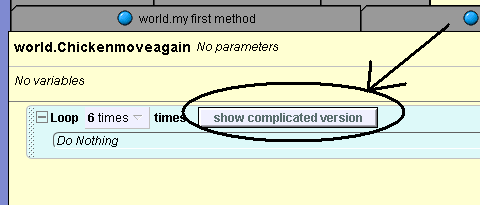 world.my first method
world.Chickenmoveagain No parameters
No variables
Loop 6 times times show complicated version
Do Nothing